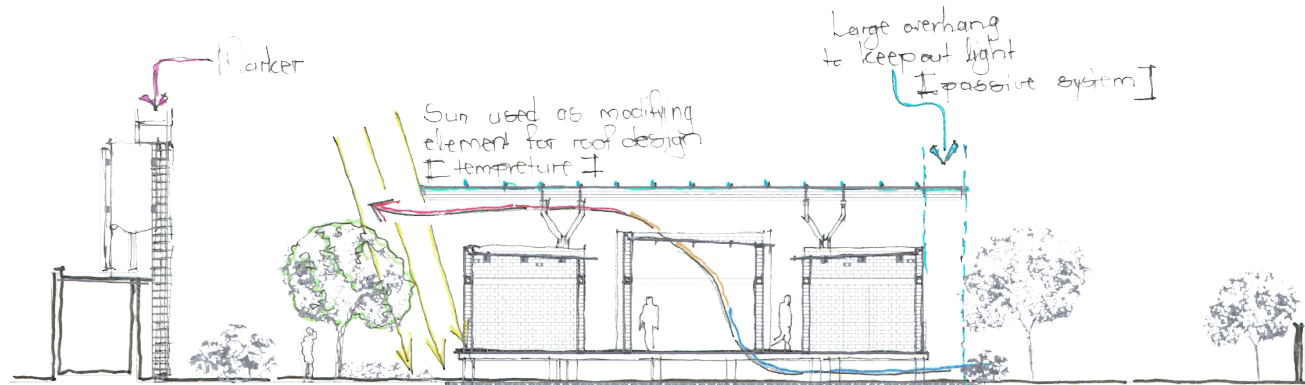 Marker
Large overhang
to keep out light
[passive system]
Sun used as modifying
element for roof design
[tempreture]